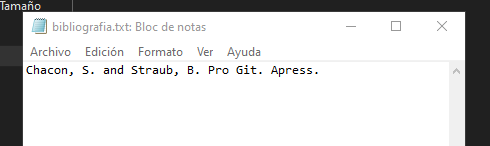 Tamaño
bibliografia.txt: Bloc de notas
Archivo Edición Formato Ver Ayuda
Chacon, S. and Straub, B. Pro Git. Apress.